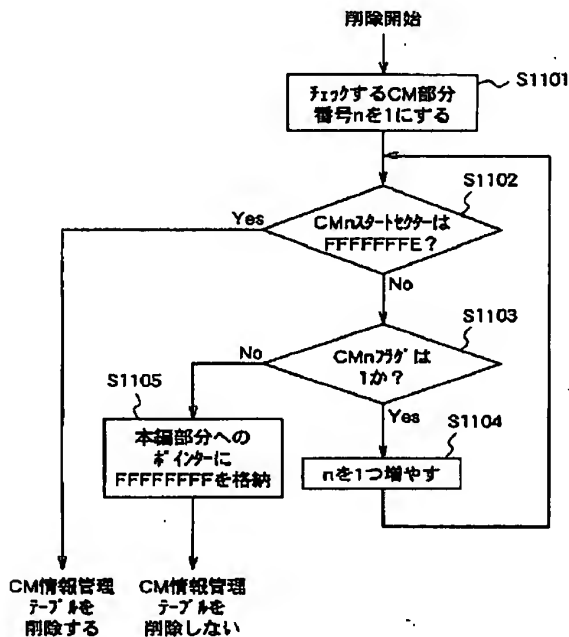 削除開始
S1101
チェックするCM部分
番号nを1にする
S1102
Yes
CMnスタートセクターは
FFFFFFFE?
No
S1103
No
CMnフラグは
1か?
S1105
Yes
S1104
本編部分への
ポインターに
FFFFFFFFを格納
nを1つ増やす
CM情報管理
テーブルを
削除する
CM情報管理
テーブルを
削除しない